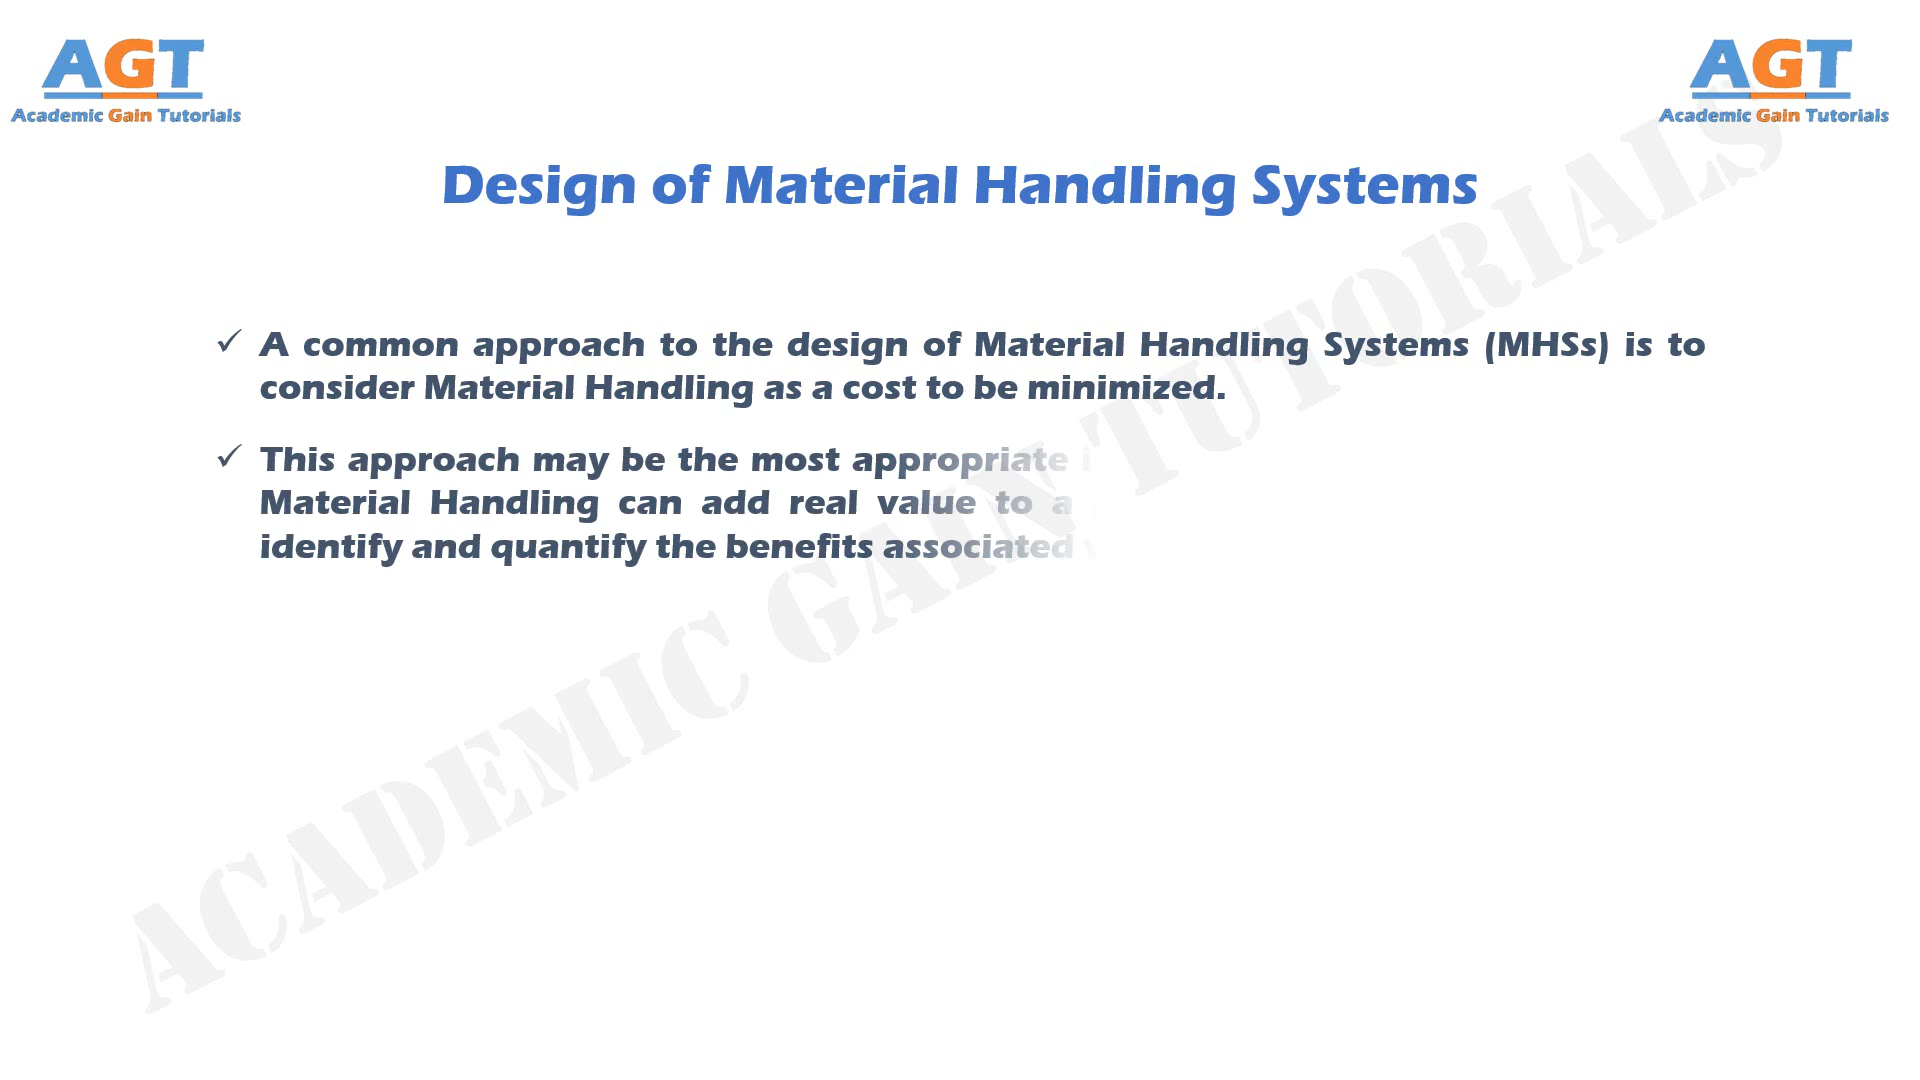 AGT
Academic Gain Tutorials
AGT
Academic Gain Tutorials
Design of Material Handling Systems
✓ A common approach to the design of Material Handling Systems (MHSs) is to
consider Material Handling as a cost to be minimized.
✓ This approach may be the most appropriate
Material Handling can add real value to a
identify and quantify the benefits associated
ACADEMIC GAIN TUTORIALS